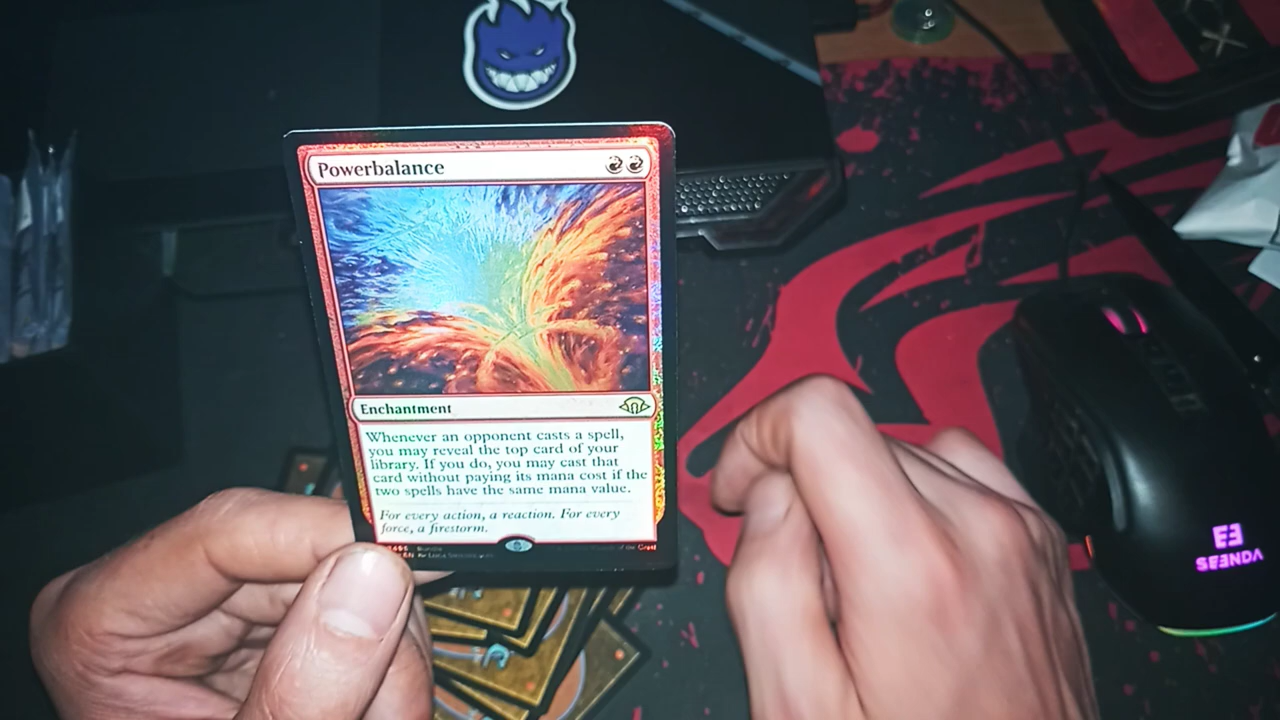 Powerbalance
Enchantment
Whenever an opponent casts a spell,
you may reveal the top card of your
library. If you do, you may cast that
card without paying its mana cost if the
two spells have the same mana value.
For every action, a reaction. For every
force, a firestorm.
SEENDA